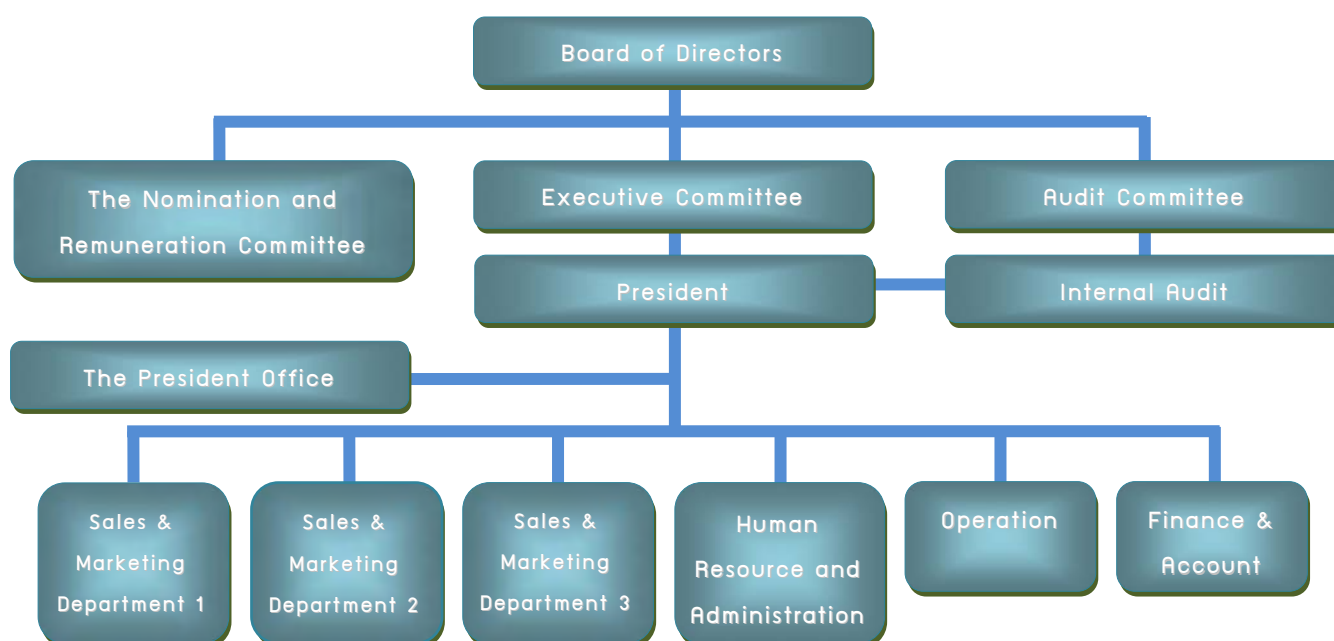 Board of Directors
The Nomination and
Remuneration Committee
Executive Committee
Audit Committee
President
Internal Audit
The President Office
Sales &
Marketing
Department 1
Sales &
Marketing
Department 2
Sales &
Marketing
Department 3
Human
Resource and
Administration
Operation
Finance &
Account